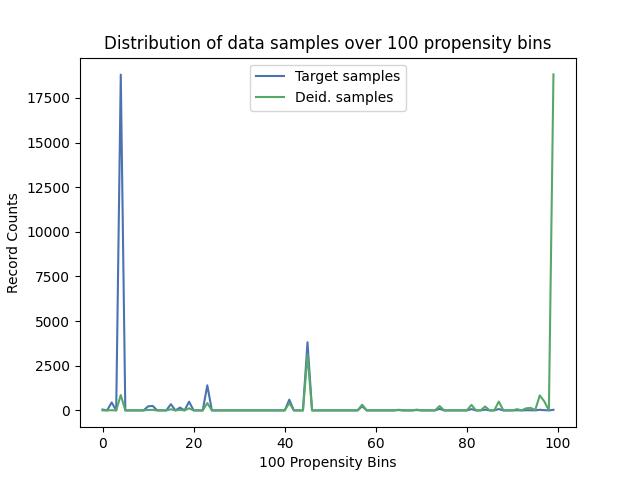 Distribution of data samples over 100 propensity bins
Target samples
Deid. samples
Record Counts
17500
15000
12500
10000
7500
5000
2500
0
0
20
40
60
80
100
100 Propensity Bins